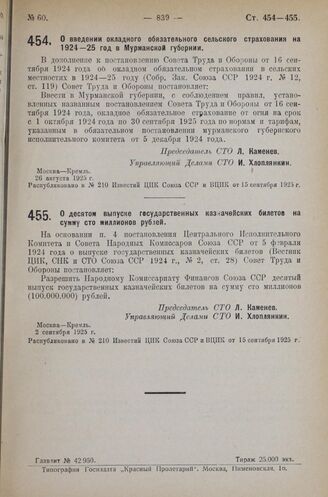 № 60. — 839 — Ст. 454—455.
454. О введении окладного обязательного сельского страхования на
1924—25 год в Мурманской губернии.
В дополнение к постановлению Совета Труда и Обороны от 16 сен-
тября 1924 года об окладном обязательном страховании в сельских
местностях в 1924—25 году (Собр. Зак. Союза ССР 1924 г. № 12,
ст. 119) Совет Труда и Обороны постановляет:
Ввести в Мурманской губернии, с соблюдением правил, уста-
новленных названным постановлением Совета Труда и Обороны от 16 сен-
тября 1924 года, окладное обязательное страхование от огня на срок
с 1 октября 1924 года по 30 сентября 1925 года по нормам и тарифам,
указанным в обязательном постановлении мурманского губернского
исполнительного комитета от 5 декабря 1924 года.
Председатель СТО Л. Каменев.
Управляющий Делами СТО И. Хлоплянкин.
Москва—Кремль.
26 августа 1925 г.
Распубликовано в № 210 Известий ЦИК Союза ССР и ВЦИК от 15 сентября 1925 г.
455. О десятом выпуске государственных казначейских билетов на
сумму сто миллионов рублей.
На основании п. 4 постановления Центрального Исполнительного
Комитета и Совета Народных Комиссаров Союза ССР от 5 февраля
1924 года о выпуске государственных казначейских билетов (Вестник
ЦИК, СНК и СТО Союза ССР 1924 г., № 2, ст. 28) Совет Труда и
Обороны постановляет:
Разрешить Народному Комиссариату Финансов Союза ССР десятый
выпуск государственных казначейских билетов на сумму сто миллионов
(100.000.000) рублей.
Председатель СТО Л. Каменев.
Управляющий Делами СТО И. Хлоплянкин.
Москва—Кремль.
2 сентября 1925 г.
Распубликовано в № 210 Известий ЦИК Союза ССР и ВЦИК от 15 сентября 1925 г.
Главлит № 42 950. Тираж 25.000 экз.
Типография Госиздата „Красный Пролетарий". Москва, Пименовская, 16.